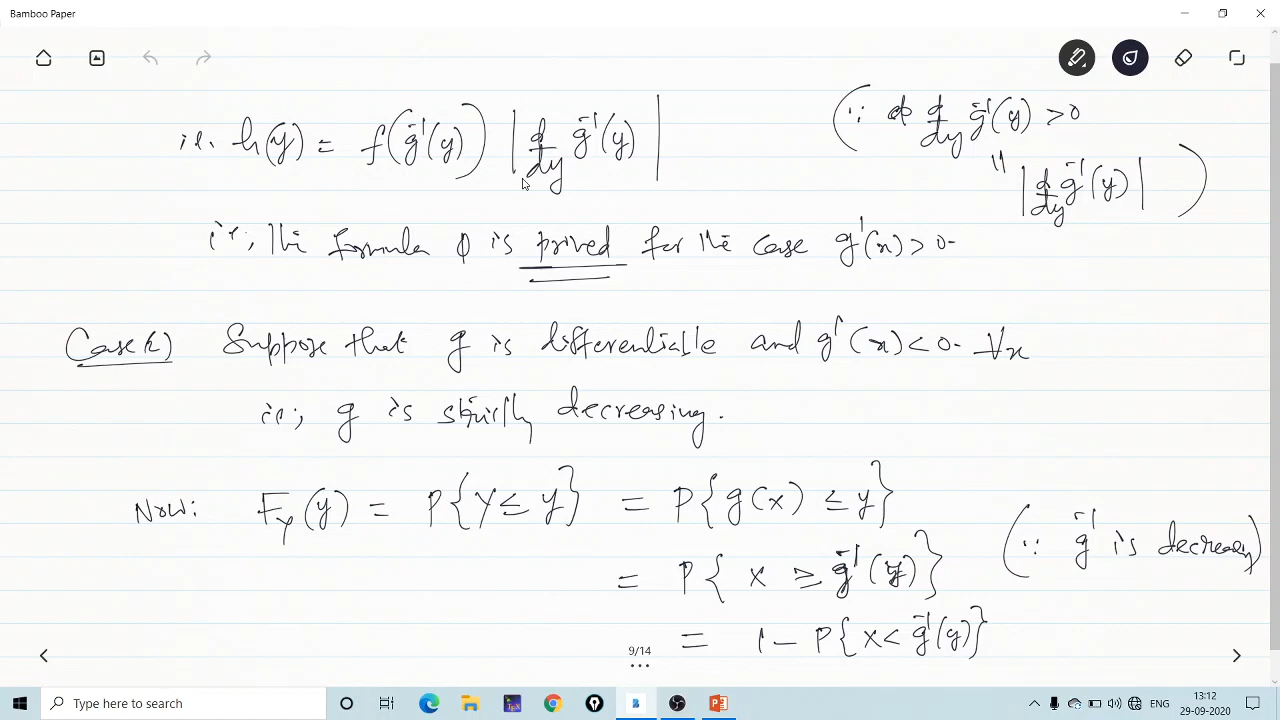 Bamboo Paper
i.e. h(y) = f(g⁻¹(y)) |d/dy g⁻¹(y)| (∵ d/dy g⁻¹(y) > 0
" |d/dy g⁻¹(y)| )
i.e., the formula ① is proved for the case g'(x) > 0.
Case 2) Suppose that g is differentiable and g'(x) < 0. ∀x
i.e., g is strictly decreasing.
Now: F_Y(y) = P{Y ≤ y} = P{g(x) ≤ y}
= P{ X ≥ g⁻¹(y)} (∵ g⁻¹ is decreasing)
= 1 - P{X < g⁻¹(y)}
9/14
Type here to search
ENG
13:12
29-09-2020